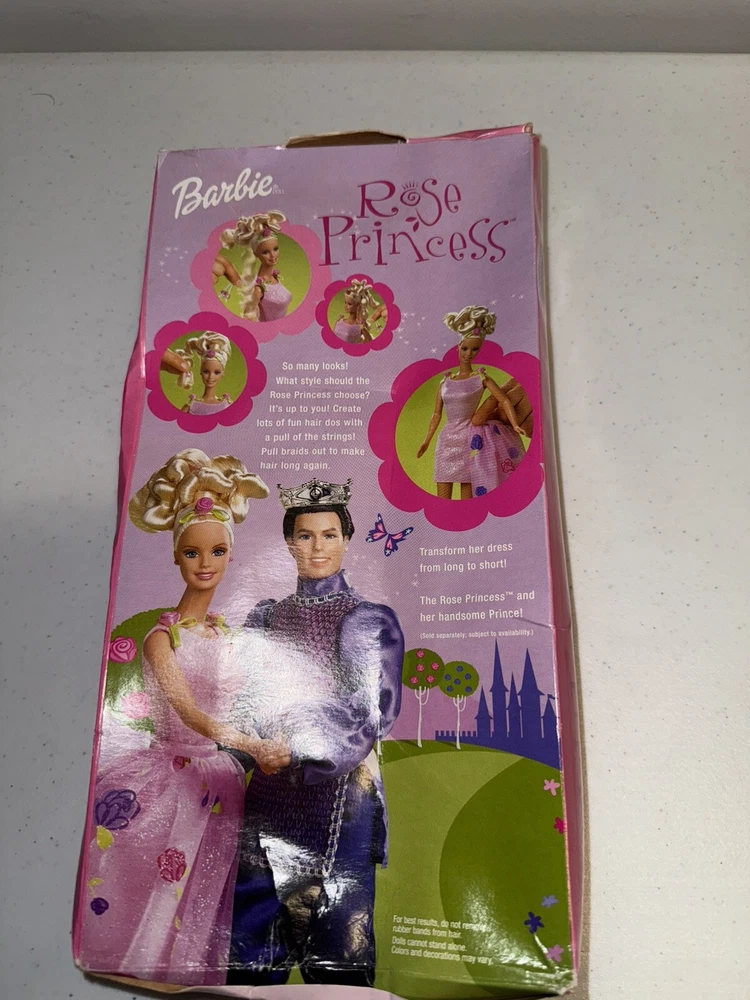 Barbie
Rose
Princess™
So many looks!
What style should the
Rose Princess choose?
It's up to you! Create
lots of fun hair dos with
a pull of the strings!
Pull braids out to make
hair long again.
Transform her dress
from long to short!
The Rose Princess™ and
her handsome Prince!
(Sold separately; subject to availability.)
For best results, do not remove
rubber bands from hair.
Dolls cannot stand alone.
Colors and decorations may vary.